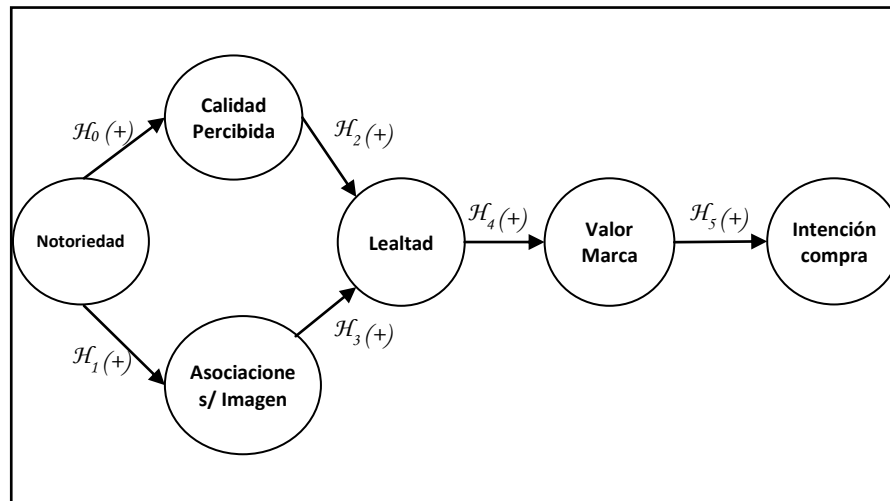 Calidad
Percibida
H0 (+)
H2 (+)
Notoriedad
Lealtad
H4 (+)
Valor
Marca
H5 (+)
Intención
compra
H1 (+)
H3 (+)
Asociacione
s/ Imagen